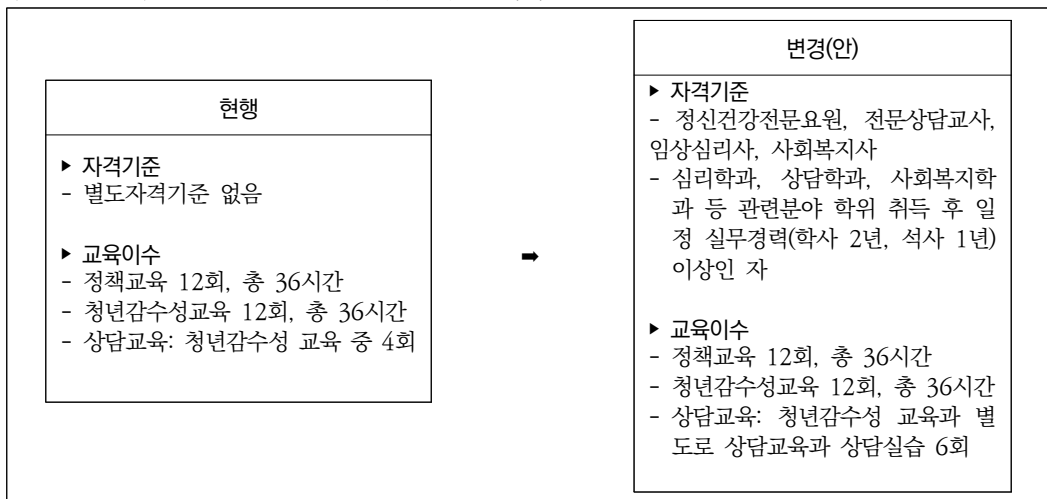 현행
▶ 자격기준
- 별도자격기준 없음
▶ 교육이수
- 정책교육 12회, 총 36시간
- 청년감수성교육 12회, 총 36시간
- 상담교육: 청년감수성 교육 중 4회
➡
변경(안)
▶ 자격기준
- 정신건강전문요원, 전문상담교사,
임상심리사, 사회복지사
- 심리학과, 상담학과, 사회복지학
과 등 관련분야 학위 취득 후 일
정 실무경력(학사 2년, 석사 1년)
이상인 자
▶ 교육이수
- 정책교육 12회, 총 36시간
- 청년감수성교육 12회, 총 36시간
- 상담교육: 청년감수성 교육과 별
도로 상담교육과 상담실습 6회